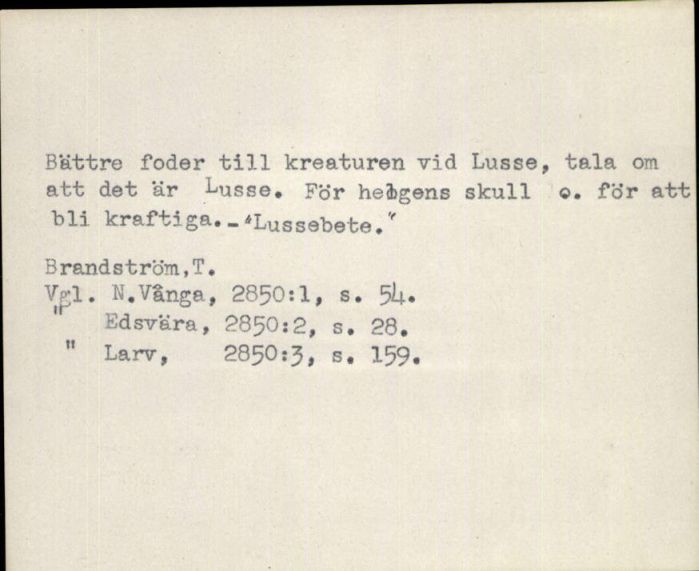 Bättre foder till kreaturen vid Lusse, tala om
att det är Lusse. För helgens skull o. för att
bli kraftiga. - "Lussebete."
Brandström,T.
Vgl. N.Vånga, 2850:1, s. 54.
" Edsvära, 2850:2, s. 28.
" Larv, 2850:3, s. 159.